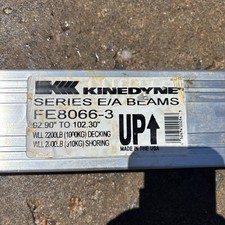 KINEDYNE
SERIES E/A BEAMS
FE8066-3
92.90" TO 102.30"
WLL 2200LB (1000KG) DECKING
WLL 2000LB (910KG) SHORING
UP
MADE IN THE USA